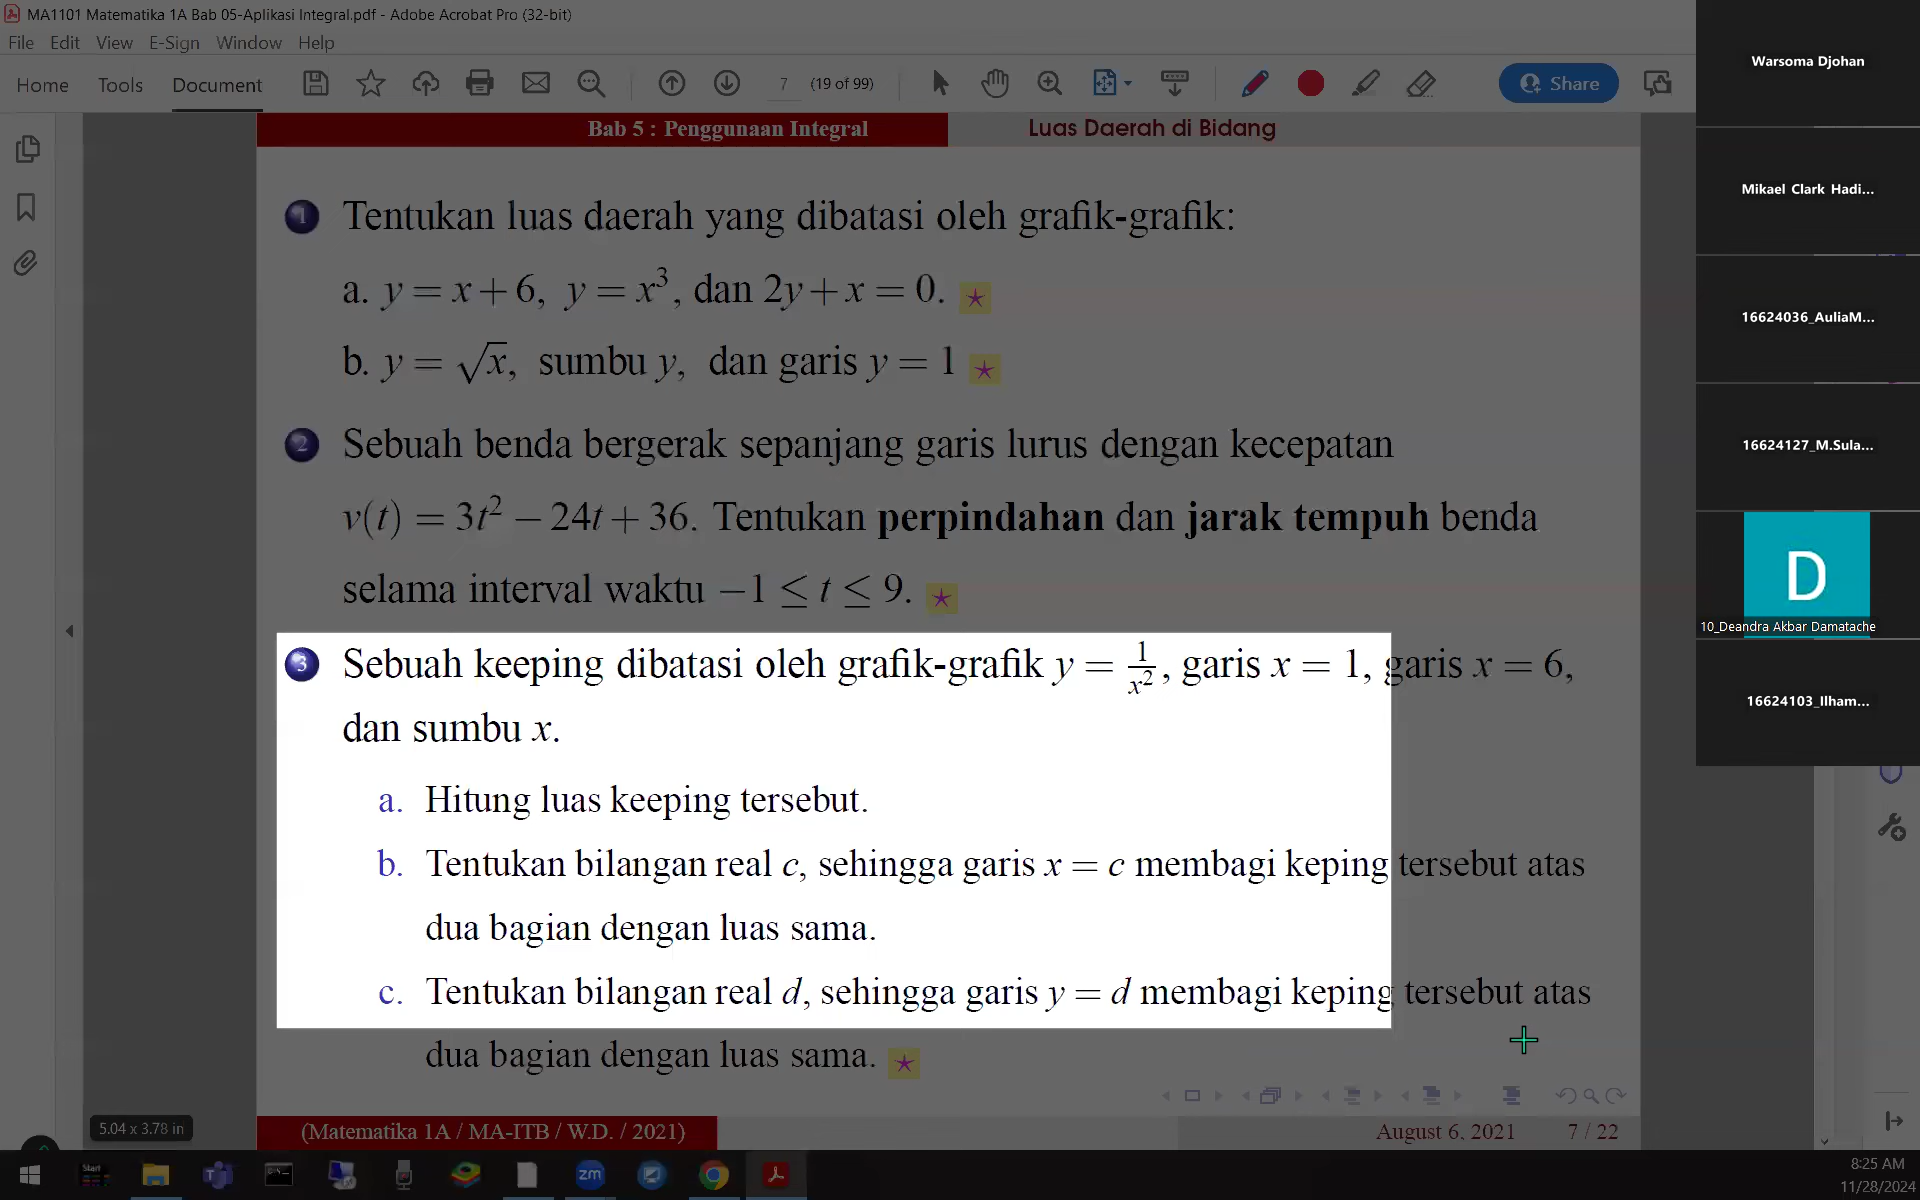 MA1101 Matematika 1A Bab 05-Aplikasi Integral.pdf - Adobe Acrobat Pro (32-bit)
File Edit View E-Sign Window Help
Home Tools Document 7 (19 of 99) Share
Bab 5 : Penggunaan Integral Luas Daerah di Bidang
1 Tentukan luas daerah yang dibatasi oleh grafik-grafik:
a. y = x + 6, y = x³, dan 2y + x = 0.
b. y = √x, sumbu y, dan garis y = 1
2 Sebuah benda bergerak sepanjang garis lurus dengan kecepatan
v(t) = 3t² − 24t + 36. Tentukan perpindahan dan jarak tempuh benda
selama interval waktu −1 ≤ t ≤ 9.
3 Sebuah keeping dibatasi oleh grafik-grafik y = 1/x², garis x = 1, garis x = 6,
dan sumbu x.
a. Hitung luas keeping tersebut.
b. Tentukan bilangan real c, sehingga garis x = c membagi keping tersebut atas
dua bagian dengan luas sama.
c. Tentukan bilangan real d, sehingga garis y = d membagi keping tersebut atas
dua bagian dengan luas sama.
5.04 x 3.78 in
(Matematika 1A / MA-ITB / W.D. / 2021) August 6, 2021 7 / 22
Warsoma Djohan
Mikael Clark Hadi...
16624036_AuliaM...
16624127_M.Sula...
D
10_Deandra Akbar Damatache
16624103_Ilham...
Start
zm
8:25 AM
11/28/2024